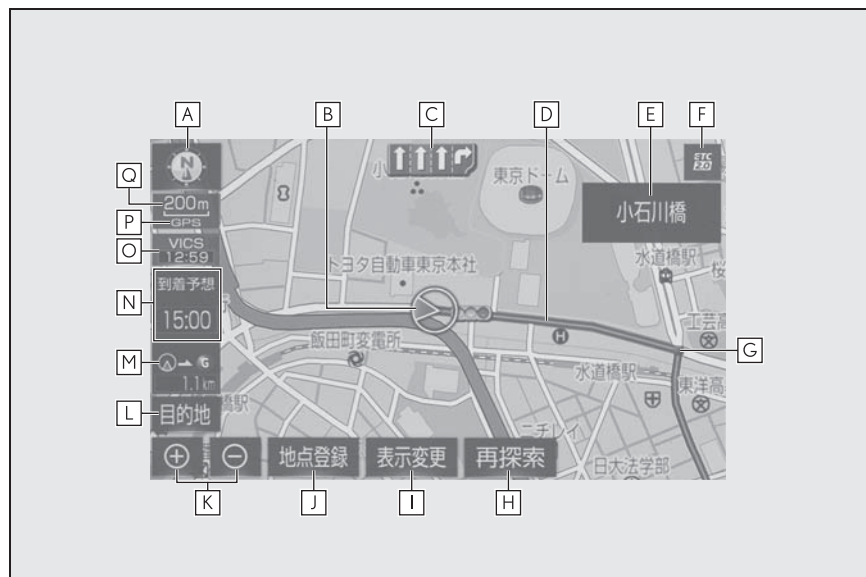 A
B
C
D
E
F
N
ETC
2.0
小
東京ドーム
Q
200m
小石川橋
P
GPS
O
VICS
12:59
水道橋駅
桜
トヨタ自動車東京本社
N
到着予想
15:00
工芸高
H
飯田町変電所
G
M
G
1.1km
水道橋駅
東洋高
L
目的地
橋駅
ニチレイ
地点登録
表示変更
再探索
日大法学部
K
J
I
H